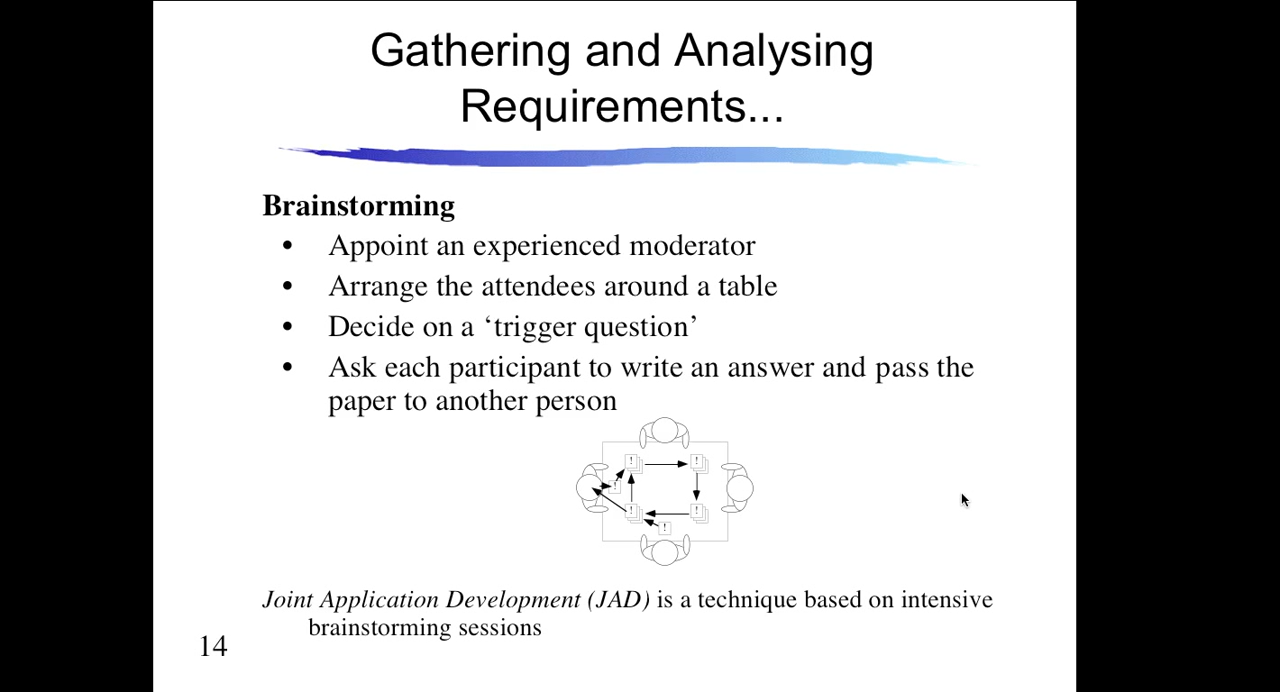 Gathering and Analysing
Requirements...
Brainstorming
• Appoint an experienced moderator
• Arrange the attendees around a table
• Decide on a ‘trigger question’
• Ask each participant to write an answer and pass the
paper to another person
! !
!
! !
!
Joint Application Development (JAD) is a technique based on intensive
brainstorming sessions
14